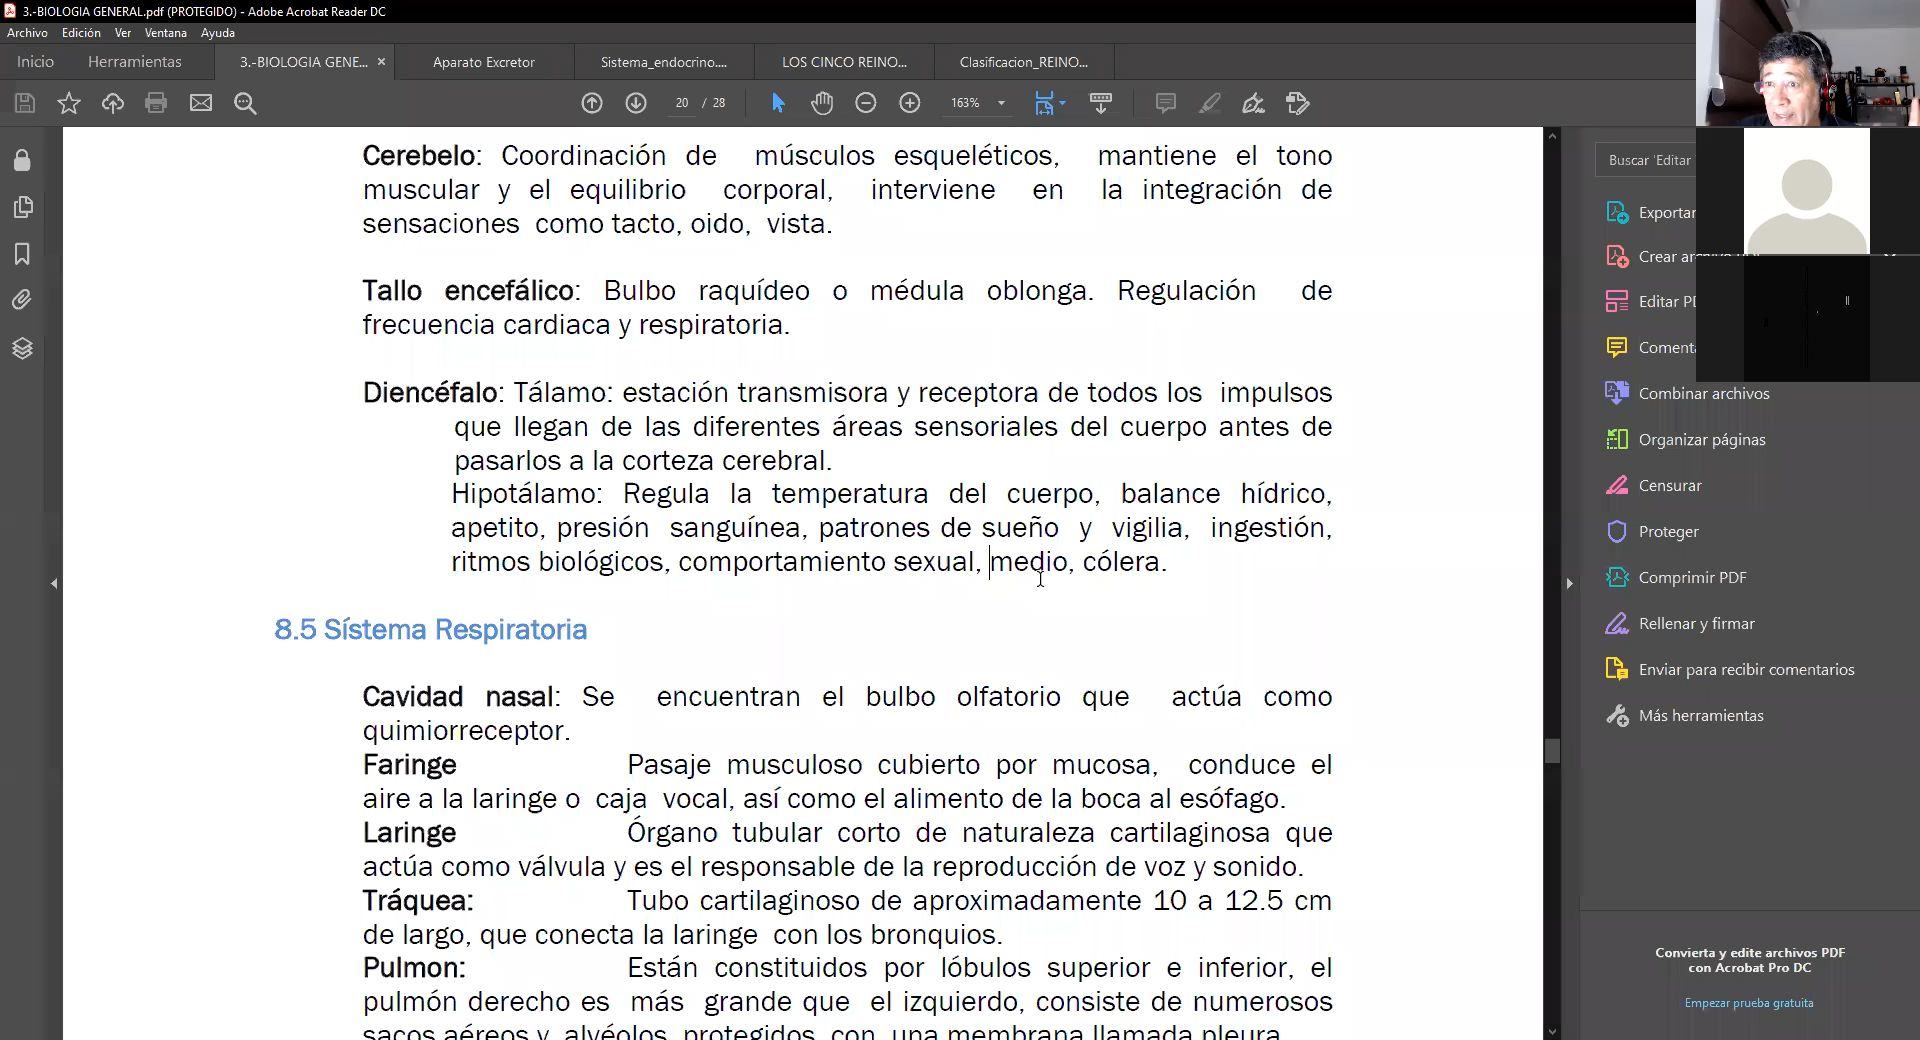 3.-BIOLOGIA GENERAL.pdf (PROTEGIDO) - Adobe Acrobat Reader DC
Archivo Edición Ver Ventana Ayuda
Inicio Herramientas 3.-BIOLOGIA GENE... × Aparato Excretor Sistema_endocrino.... LOS CINCO REINO... Clasificacion_REINO...
20 / 28 163%
Cerebelo: Coordinación de músculos esqueléticos, mantiene el tono
muscular y el equilibrio corporal, interviene en la integración de
sensaciones como tacto, oido, vista.
Tallo encefálico: Bulbo raquídeo o médula oblonga. Regulación de
frecuencia cardiaca y respiratoria.
Diencéfalo: Tálamo: estación transmisora y receptora de todos los impulsos
que llegan de las diferentes áreas sensoriales del cuerpo antes de
pasarlos a la corteza cerebral.
Hipotálamo: Regula la temperatura del cuerpo, balance hídrico,
apetito, presión sanguínea, patrones de sueño y vigilia, ingestión,
ritmos biológicos, comportamiento sexual, medio, cólera.
8.5 Sístema Respiratoria
Cavidad nasal: Se encuentran el bulbo olfatorio que actúa como
quimiorreceptor.
Faringe Pasaje musculoso cubierto por mucosa, conduce el
aire a la laringe o caja vocal, así como el alimento de la boca al esófago.
Laringe Órgano tubular corto de naturaleza cartilaginosa que
actúa como válvula y es el responsable de la reproducción de voz y sonido.
Tráquea: Tubo cartilaginoso de aproximadamente 10 a 12.5 cm
de largo, que conecta la laringe con los bronquios.
Pulmon: Están constituidos por lóbulos superior e inferior, el
pulmón derecho es más grande que el izquierdo, consiste de numerosos
sacos aéreos y alvéolos protegidos con una membrana llamada pleura
Buscar 'Editar
Exportar
Crear arc
Editar PD
Comenta
Combinar archivos
Organizar páginas
Censurar
Proteger
Comprimir PDF
Rellenar y firmar
Enviar para recibir comentarios
Más herramientas
Convierta y edite archivos PDF
con Acrobat Pro DC
Empezar prueba gratuita